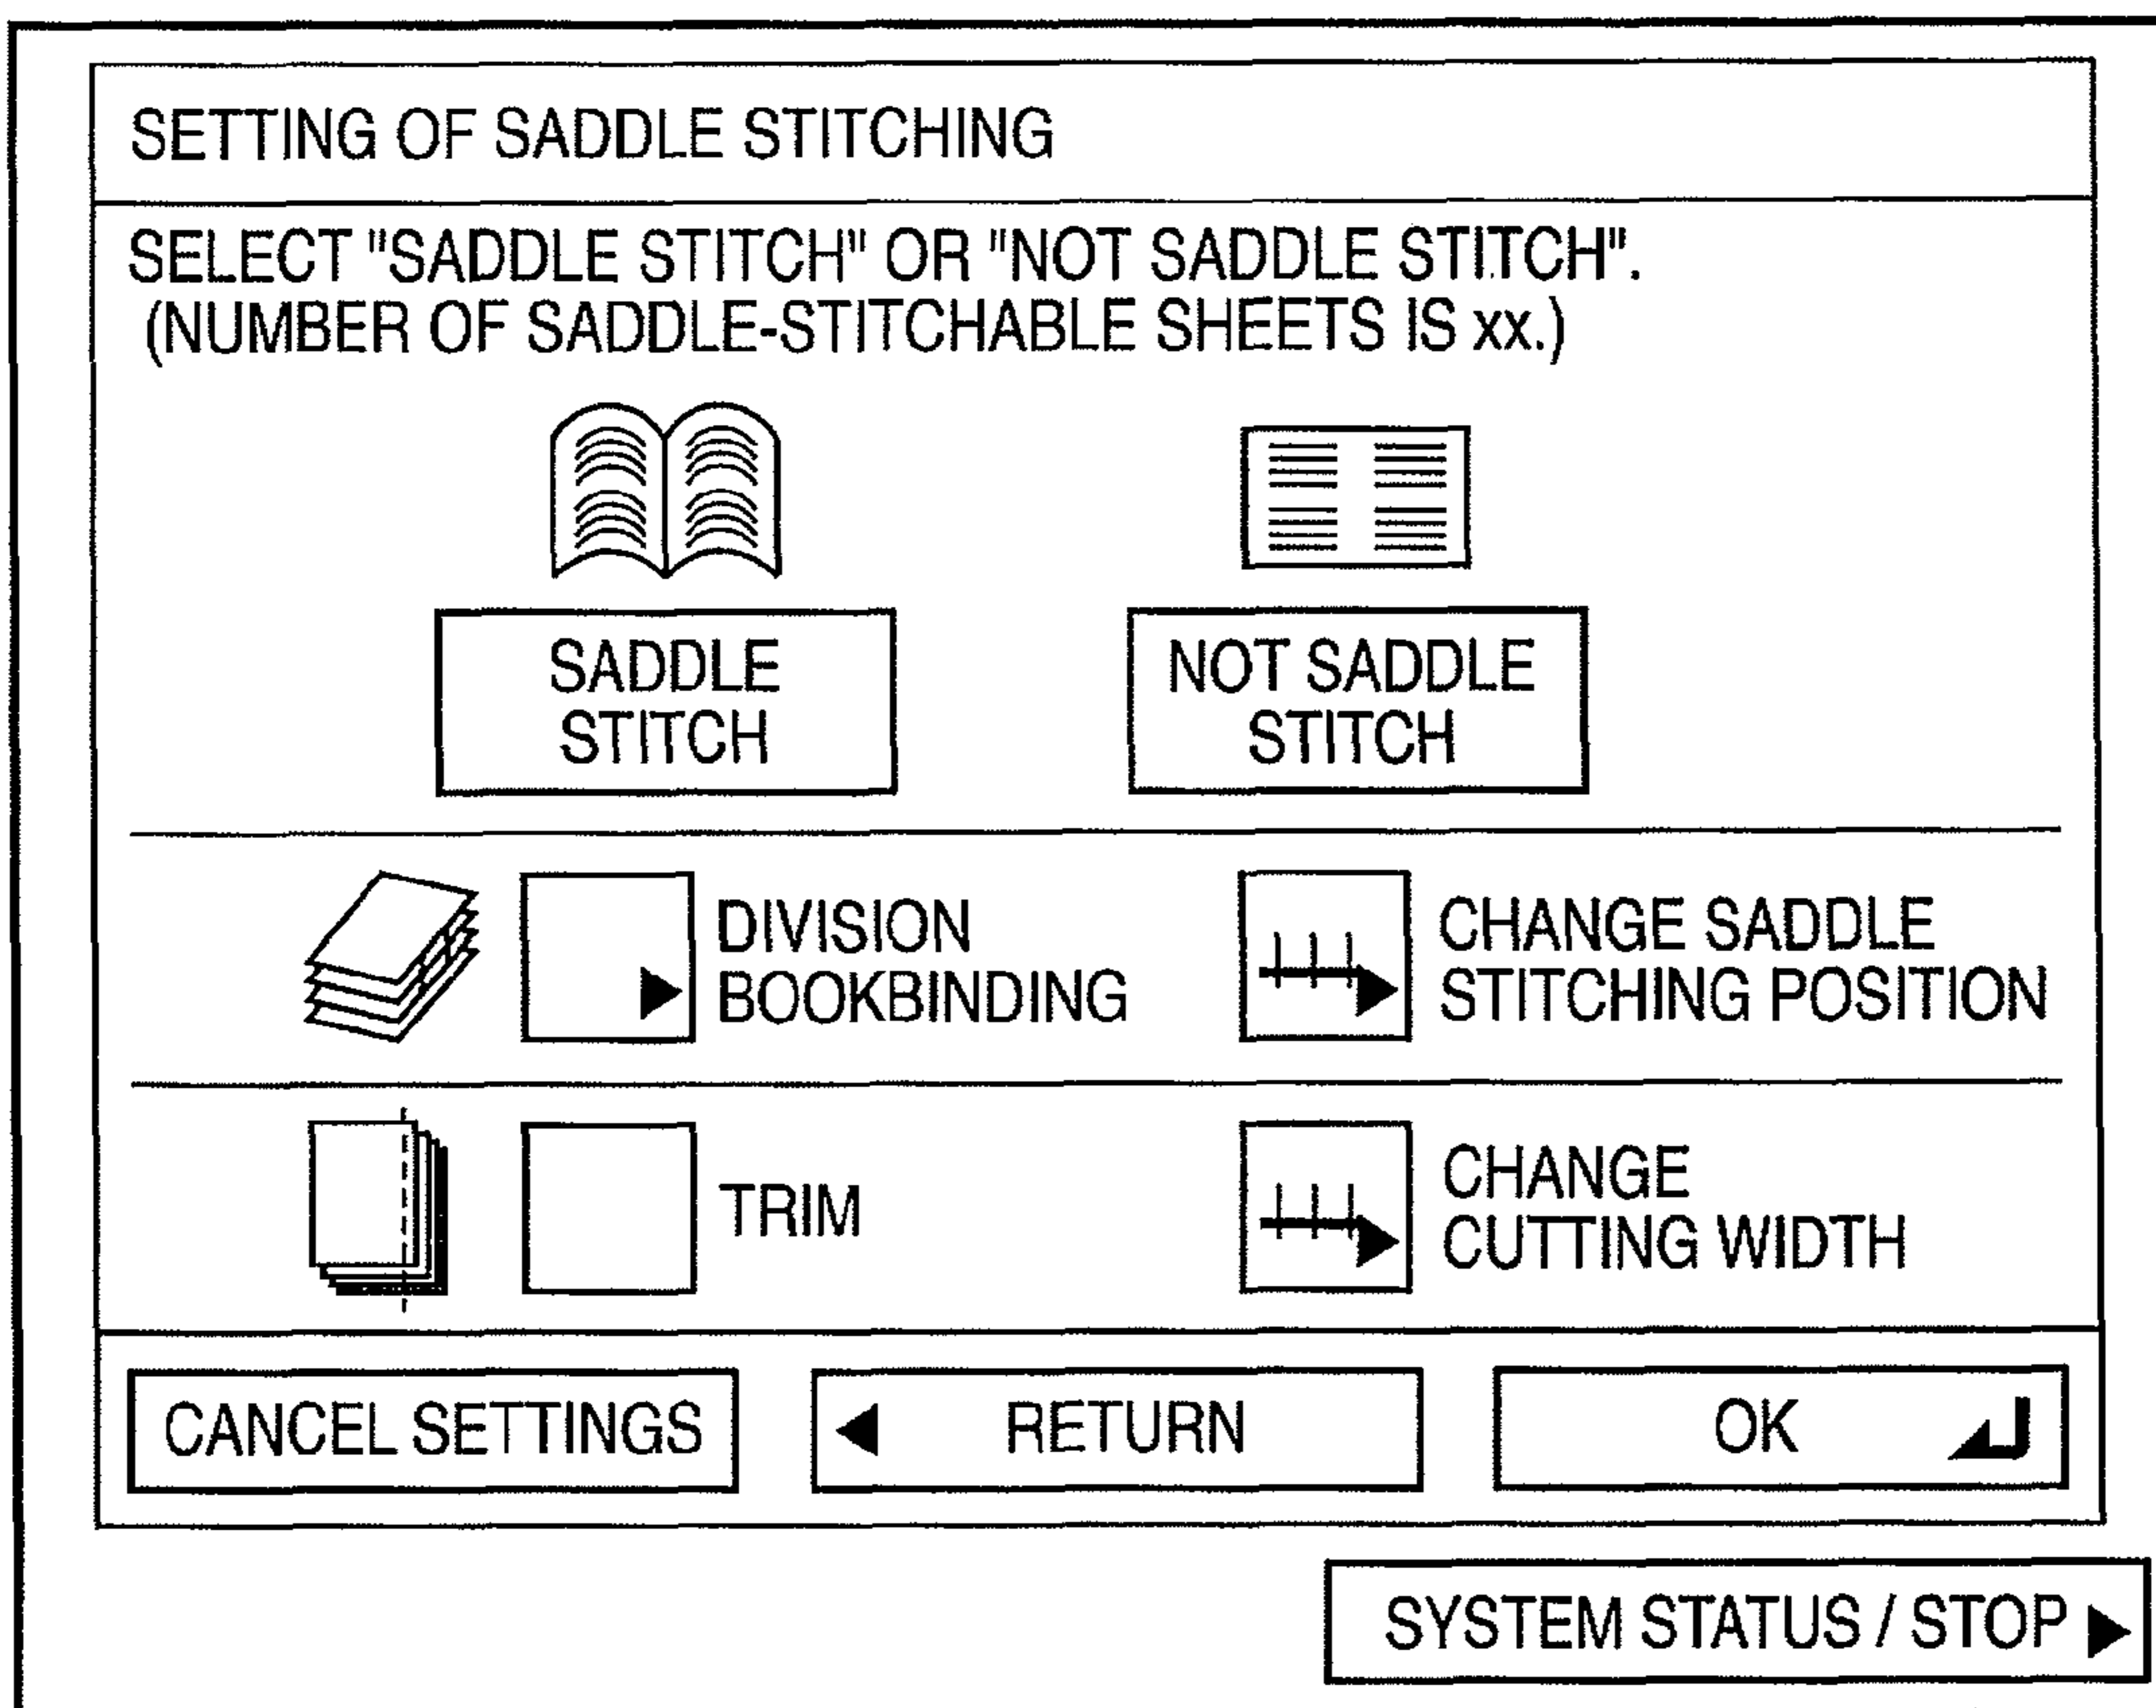 SETTING OF SADDLE STITCHING
SELECT "SADDLE STITCH" OR "NOT SADDLE STITCH".
(NUMBER OF SADDLE-STITCHABLE SHEETS IS xx.)
SADDLE
STITCH
NOT SADDLE
STITCH
DIVISION
BOOKBINDING
CHANGE SADDLE
STITCHING POSITION
TRIM
CHANGE
CUTTING WIDTH
CANCEL SETTINGS
RETURN
OK
SYSTEM STATUS / STOP